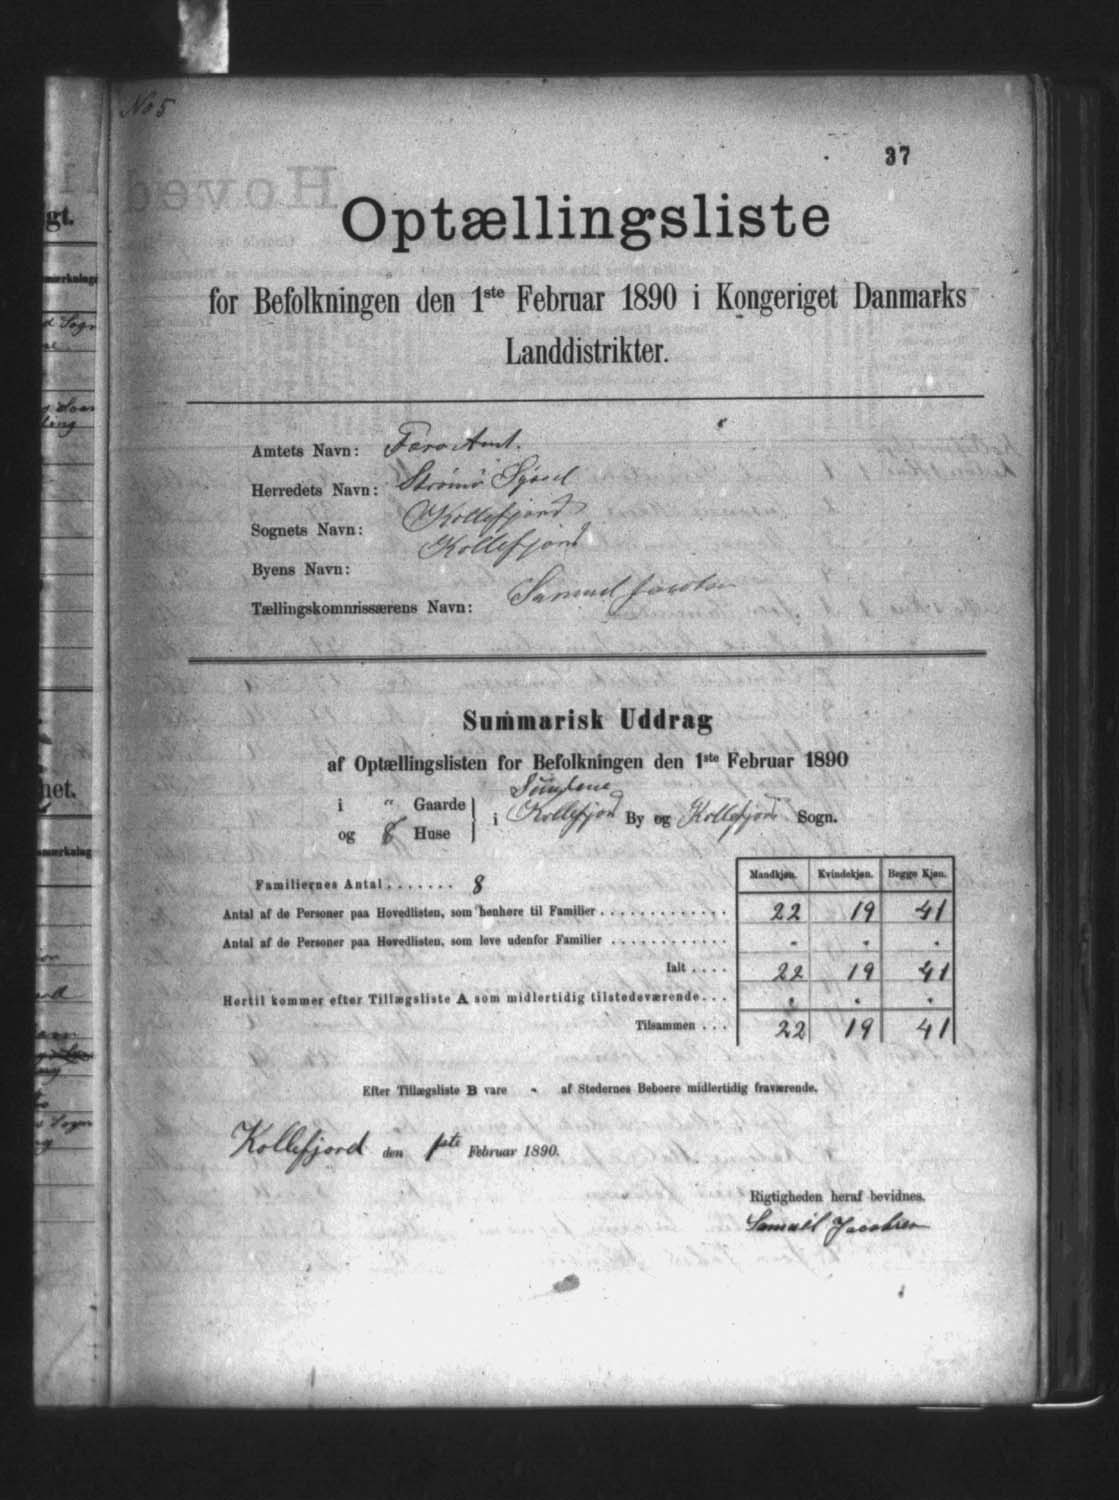 No 5
37
Optællingsliste
for Befolkningen den 1ste Februar 1890 i Kongeriget Danmarks
Landdistrikter.
Amtets Navn: Færø Amt.
Herredets Navn: Strømø Sÿssel
Sognets Navn: Kollefjord
Byens Navn: Kollefjord
Tællingskommissærens Navn: Samuel Jacobsen
Summarisk Uddrag
af Optællingslisten for Befolkningen den 1ste Februar 1890
i " Gaarde
og 8 Huse
i Kollefjord By og Kollefjord Sogn.
Mandkjøn. Kvindekjøn. Begge Kjøn.
Familiernes Antal....... 8
Antal af de Personer paa Hovedlisten, som henhøre til Familier 22 19 41
Antal af de Personer paa Hovedlisten, som leve udenfor Familier - - -
Ialt.... 22 19 41
Hertil kommer efter Tillægsliste A som midlertidig tilstedeværende... - - -
Tilsammen... 22 19 41
Efter Tillægsliste B vare - af Stedernes Beboere midlertidig fraværende.
Kollefjord den 1ste Februar 1890.
Rigtigheden heraf bevidnes.
Samuel Jacobsen